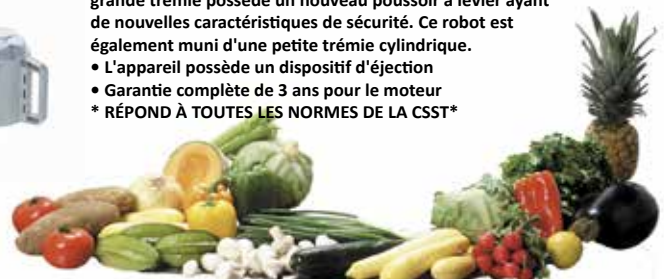 grande trémie possède un nouveau poussoir à levier ayant
de nouvelles caractéristiques de sécurité. Ce robot est
également muni d'une petite trémie cylindrique.
• L'appareil possède un dispositif d'éjection
• Garantie complète de 3 ans pour le moteur
* RÉPOND À TOUTES LES NORMES DE LA CSST*